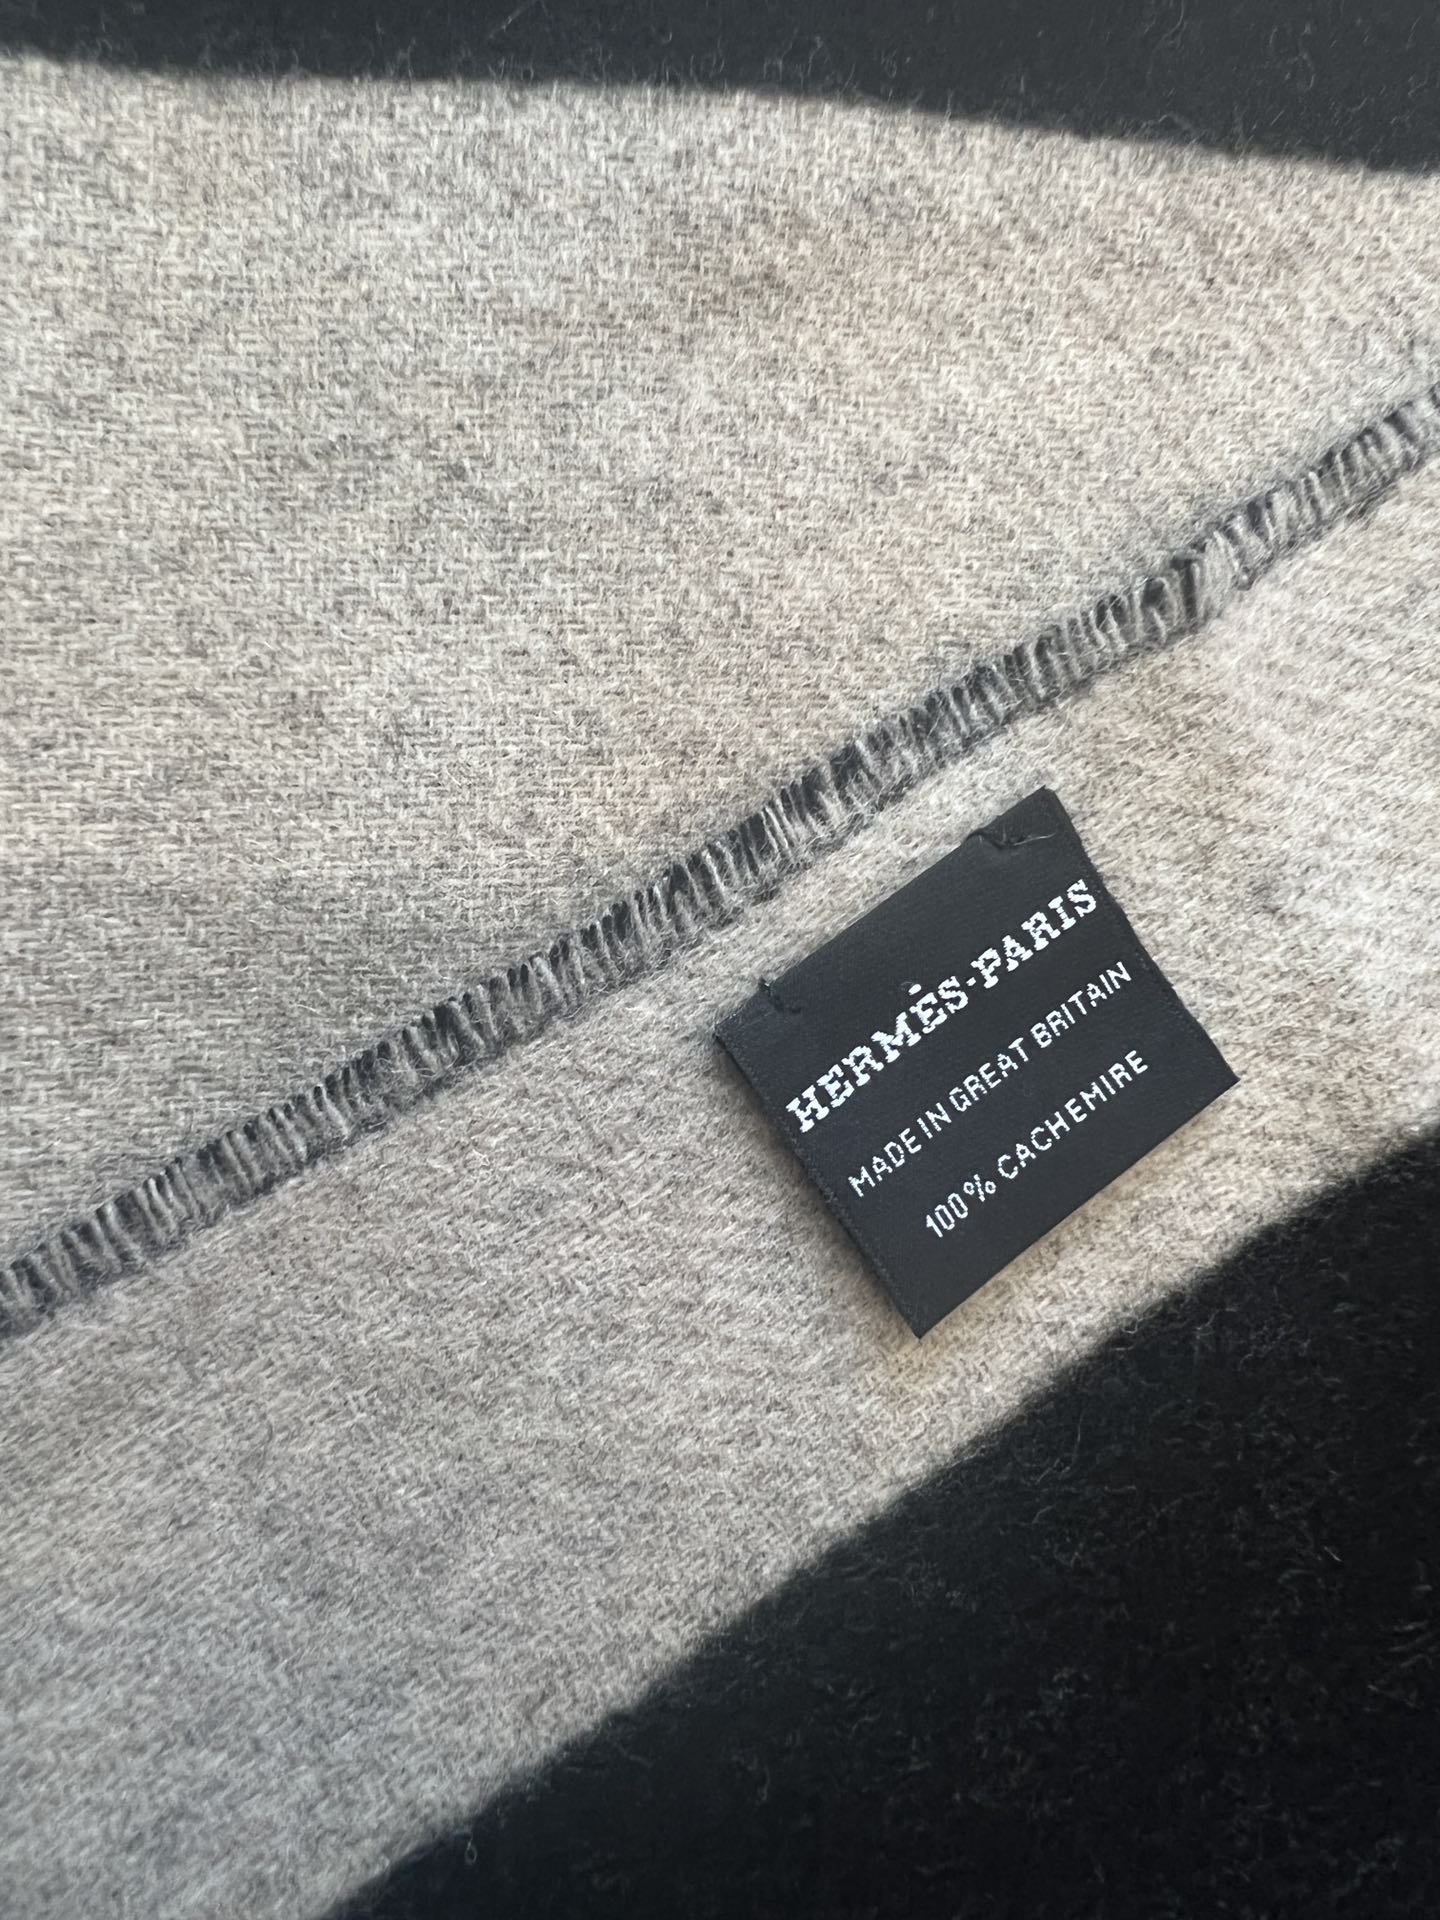 HERMÈS-PARIS
MADE IN GREAT BRITAIN
100% CACHEMIRE